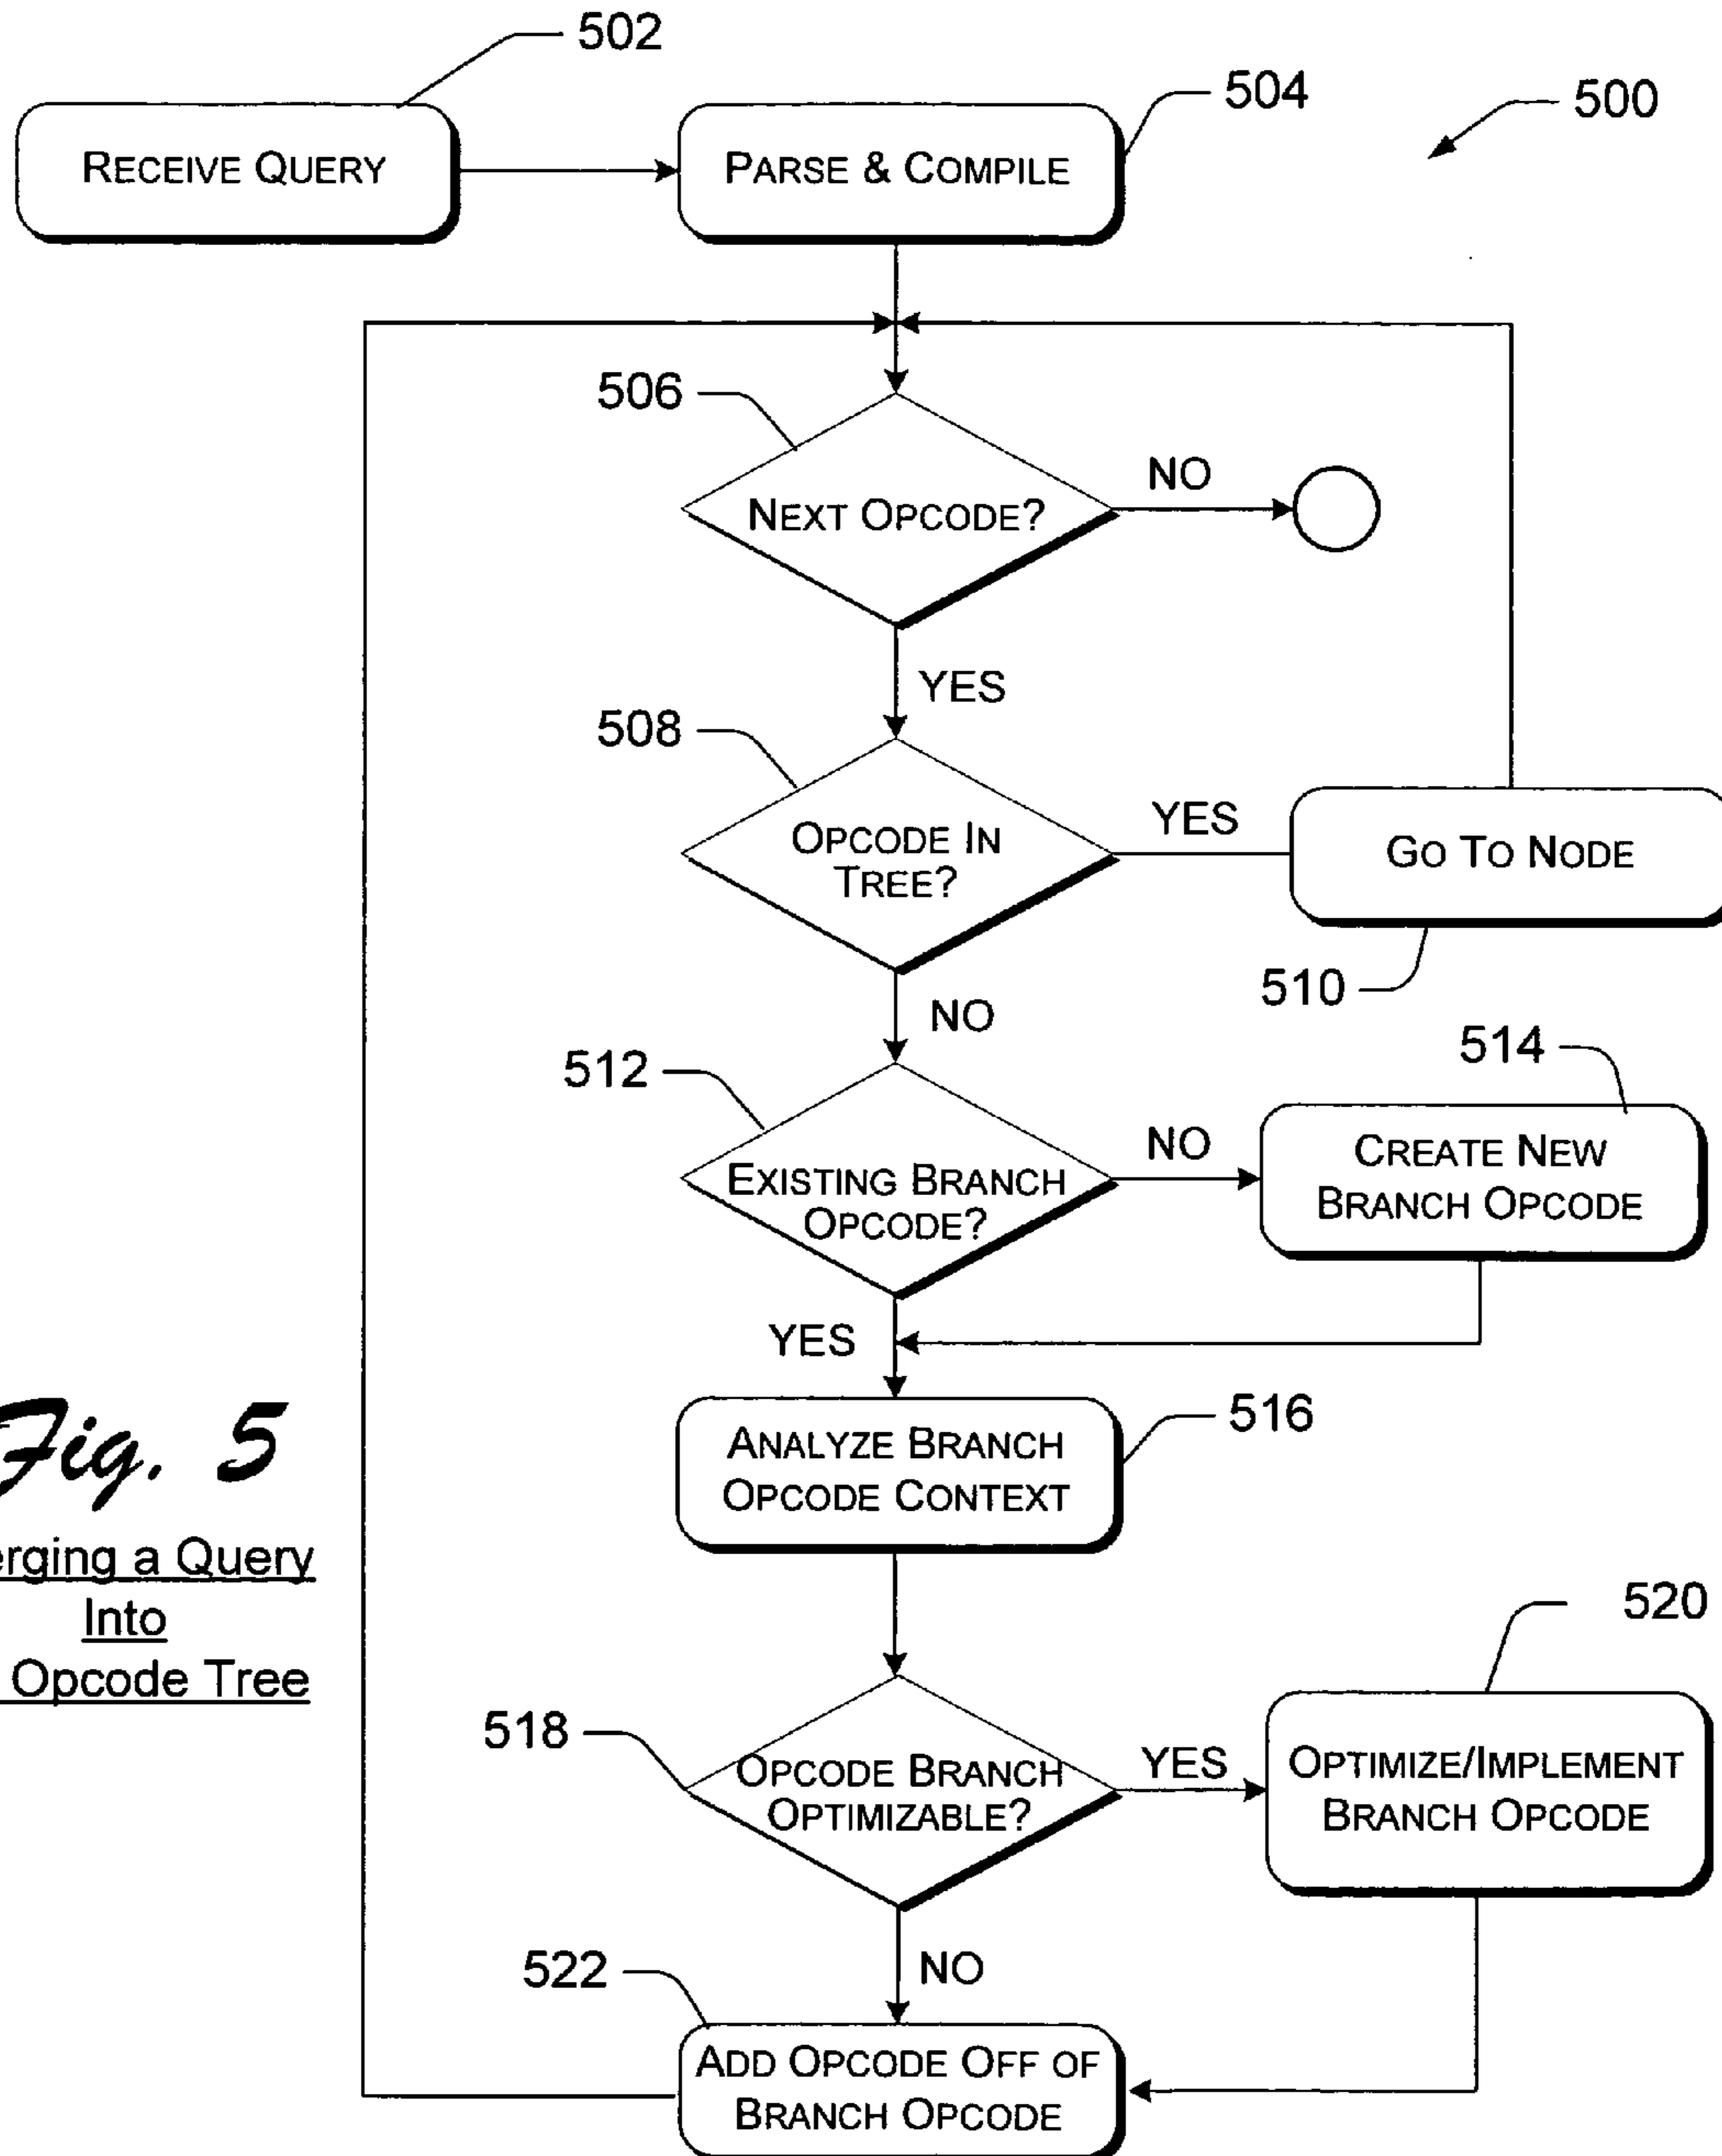 502
504
500
RECEIVE QUERY
PARSE & COMPILE
506
NEXT OPCODE?
NO
YES
508
OPCODE IN
TREE?
YES
GO TO NODE
510
NO
512
514
EXISTING BRANCH
OPCODE?
NO
CREATE NEW
BRANCH OPCODE
YES
516
ANALYZE BRANCH
OPCODE CONTEXT
Fig. 5
erging a Query
Into
Opcode Tree
518
520
OPCODE BRANCH
OPTIMIZABLE?
YES
OPTIMIZE/IMPLEMENT
BRANCH OPCODE
NO
522
ADD OPCODE OFF OF
BRANCH OPCODE